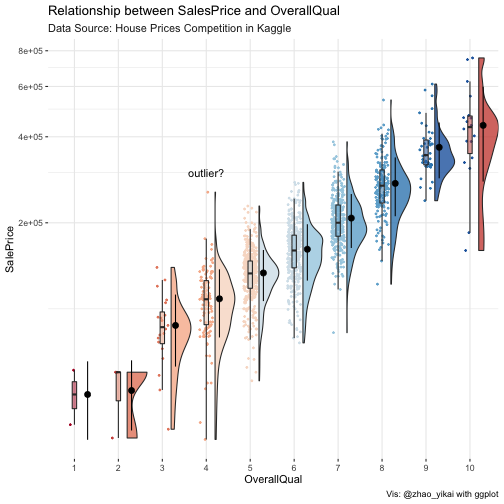 Relationship between SalesPrice and OverallQual
Data Source: House Prices Competition in Kaggle
8e+05
6e+05
4e+05
2e+05
SalePrice
outlier?
1 2 3 4 5 6 7 8 9 10
OverallQual
Vis: @zhao_yikai with ggplot